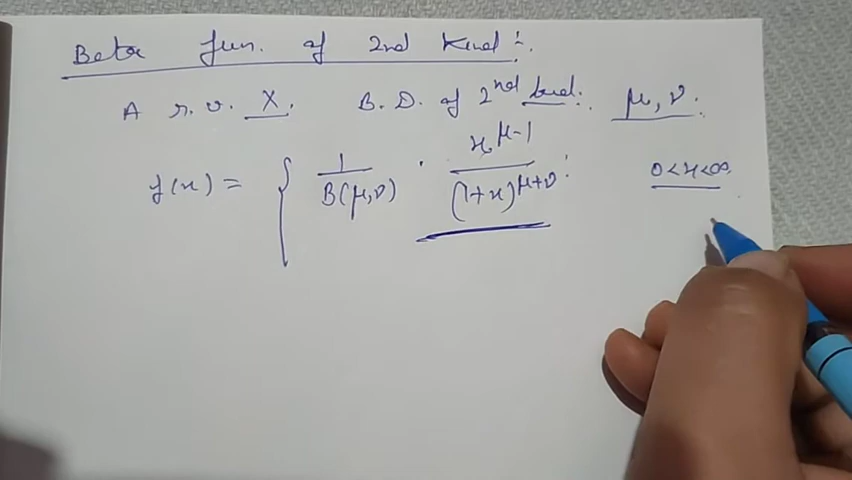 Beta fun. of 2nd Kind :-
A r.v. X. B.D. of 2nd kind. μ, ν.
f(x) = { 1/B(μ,ν) · x^(μ-1)/(1+x)^(μ+ν) ; 0<x<∞